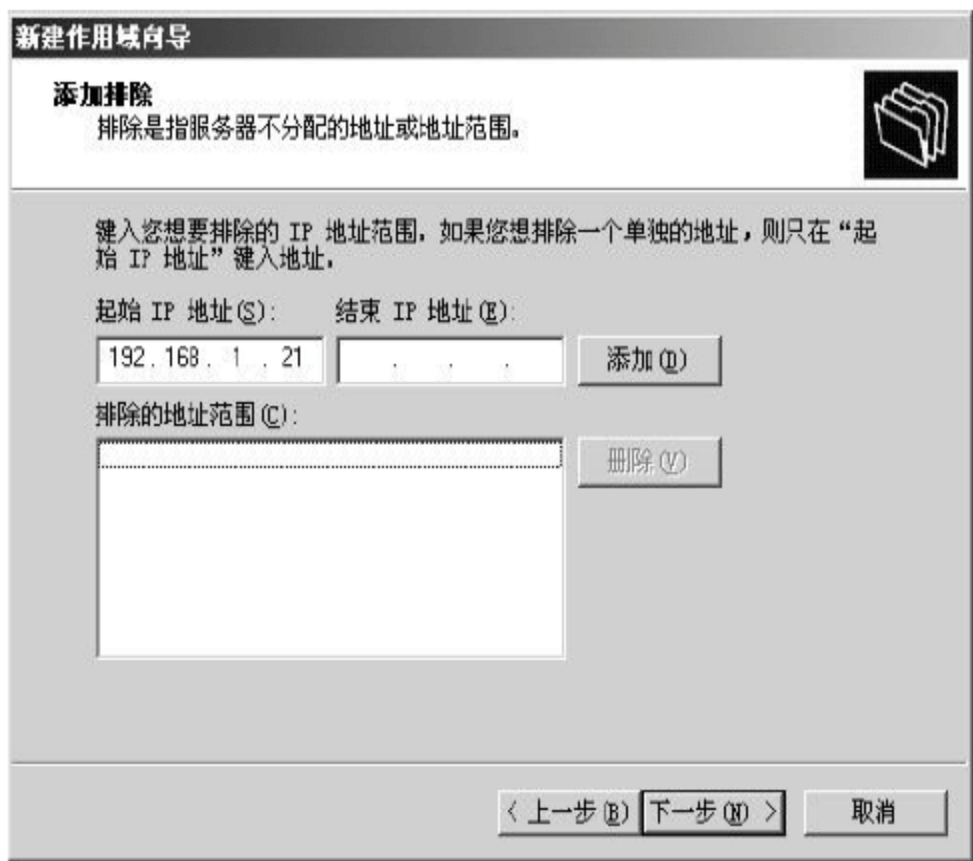 新建作用域向导
添加排除
排除是指服务器不分配的地址或地址范围。
键入您想要排除的 IP 地址范围。如果您想排除一个单独的地址，则只在“起
始 IP 地址”键入地址。
起始 IP 地址(S): 结束 IP 地址(E):
192.168. 1 . 21 . . . 添加(D)
排除的地址范围(C):
删除(V)
< 上一步(B) 下一步(N) > 取消